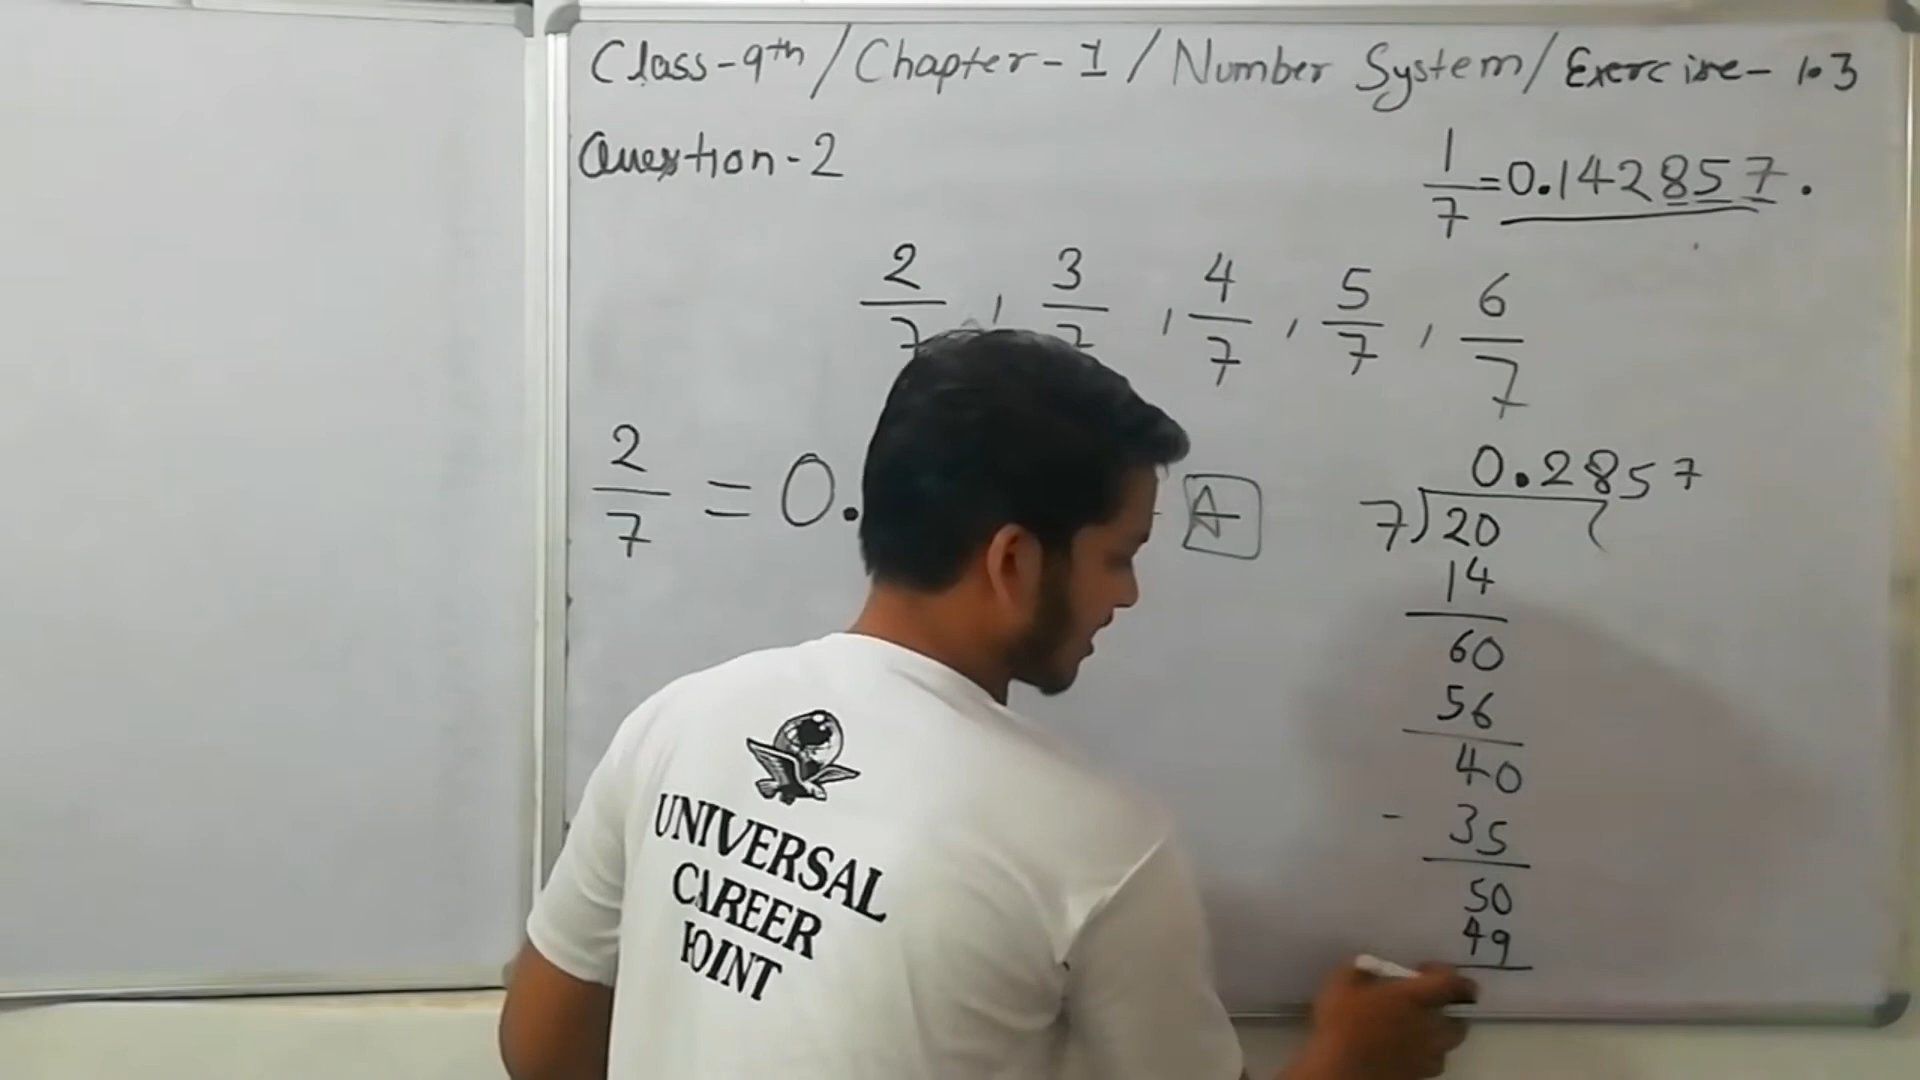 Class-9th/Chapter-1/Number System/Exercise-1.3
Question-2
1/7=0.142857.
2/7, 3/7, 4/7, 5/7, 6/7
2/7 = 0.
0.2857
7)20(
14
60
56
40
- 35
50
49
UNIVERSAL
CAREER
POINT